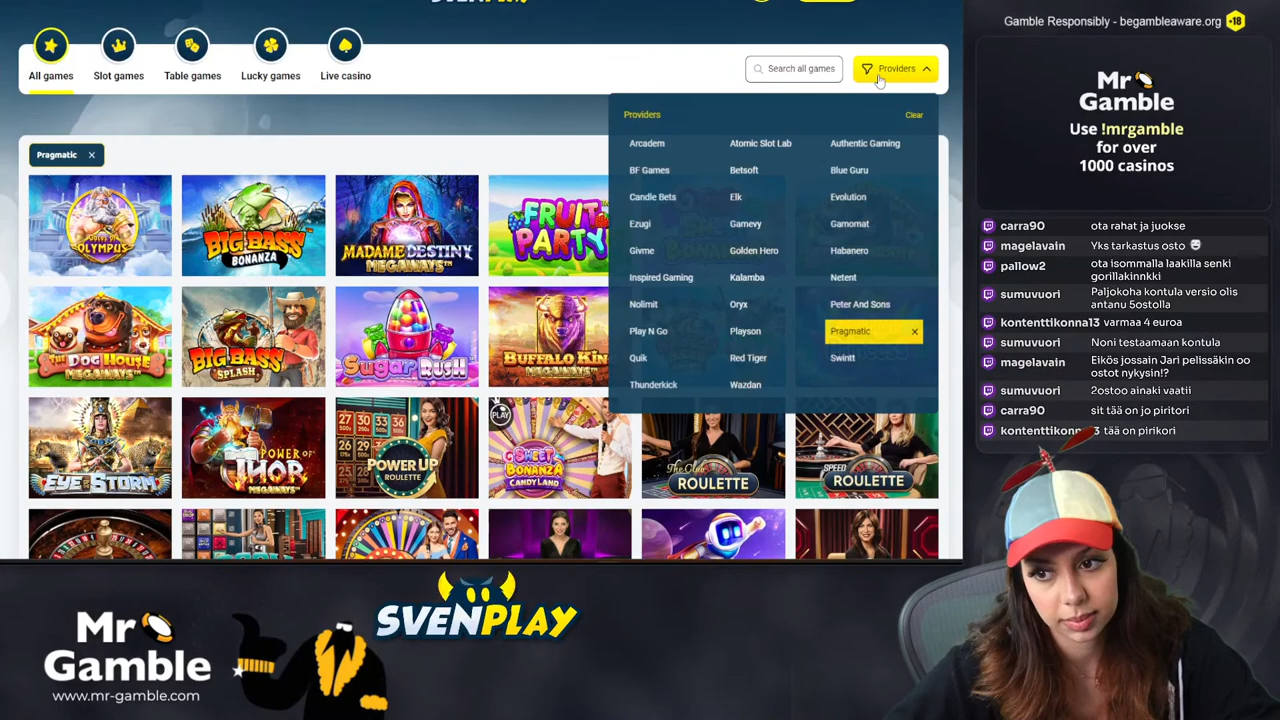 SVENPLAY
All games
Slot games
Table games
Lucky games
Live casino
Search all games
Providers
Providers
Clear
Arcadem
Atomic Slot Lab
Authentic Gaming
BF Games
Betsoft
Blue Guru
Candle Bets
Elk
Evolution
Ezugi
Gamevy
Gamomat
Givme
Golden Hero
Habanero
Inspired Gaming
Kalamba
Netent
Nolimit
Oryx
Peter And Sons
Play N Go
Playson
Pragmatic
Quik
Red Tiger
Swintt
Thunderkick
Wazdan
Pragmatic
OLYMPUS
BIG BASS
BONANZA
MADAME DESTINY
MEGAWAYS
FRUIT
PARTY
THE DOG HOUSE
MEGAWAYS
BIG BASS
SPLASH
SUGAR RUSH
BUFFALO KING
EYE OF THE STORM
POWER OF
THOR
MEGAWAYS
POWER UP
ROULETTE
SWEET
BONANZA
CANDYLAND
The Club
ROULETTE
SPEED
ROULETTE
Gamble Responsibly - begambleaware.org +18
Mr
Gamble
Use !mrgamble
for over
1000 casinos
carra90 ota rahat ja juokse
magelavain Yks tarkastus osto
pallow2 ota isommalla laakilla senki
gorillakinnkki
sumuvuori Paljokoha kontula versio olis
antanu 5ostolla
kontenttikonna13 varmaa 4 euroa
sumuvuori Noni testaamaan kontula
magelavain Eikös jossain Jari pelissäkin oo
ostot nykysin!?
sumuvuori 2ostoo ainaki vaatii
carra90 sit tää on jo piritori
kontenttikonna13 tää on pirikori
Mr
Gamble
www.mr-gamble.com
SVENPLAY